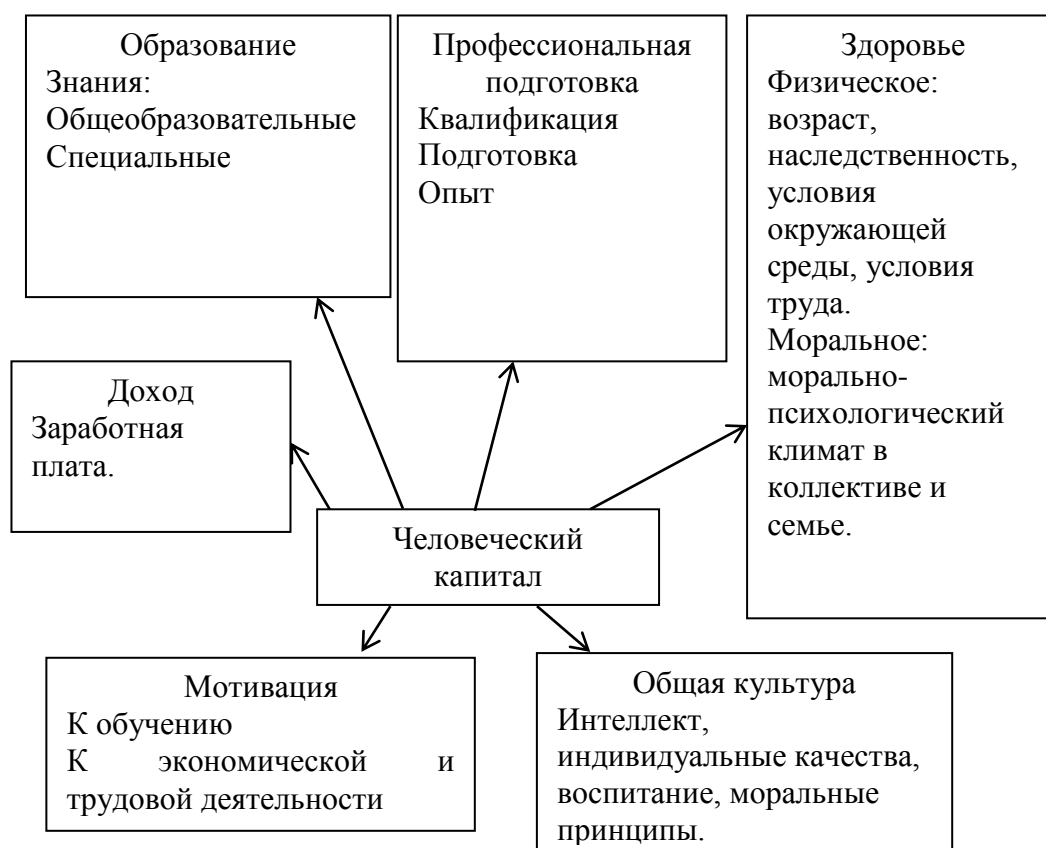 Образование
Знания:
Общеобразовательные
Специальные
Профессиональная
подготовка
Квалификация
Подготовка
Опыт
Здоровье
Физическое:
возраст,
наследственность,
условия
окружающей
среды, условия
труда.
Моральное:
морально-
психологический
климат в
коллективе и
семье.
Доход
Заработная
плата.
Человеческий
капитал
Мотивация
К обучению
К экономической и
трудовой деятельности
Общая культура
Интеллект,
индивидуальные качества,
воспитание, моральные
принципы.